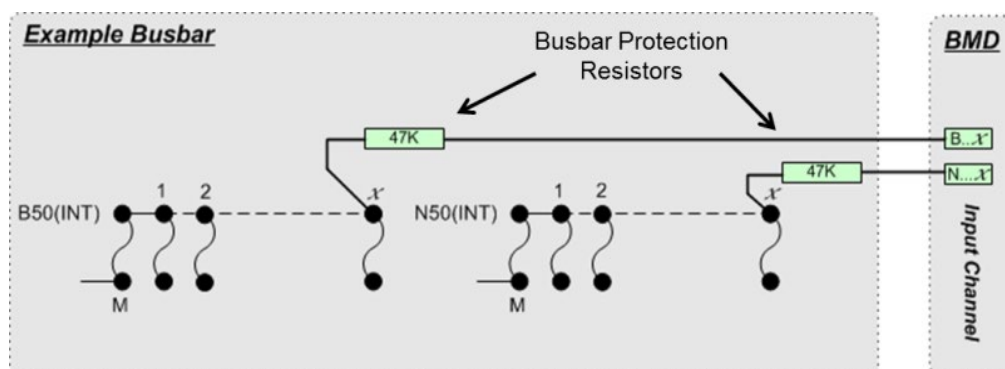 Example Busbar
Busbar Protection
Resistors
BMD
47K
B...x
47K
N....x
B50(INT)
1
2
x
N50(INT)
1
2
x
M
M
Input Channel